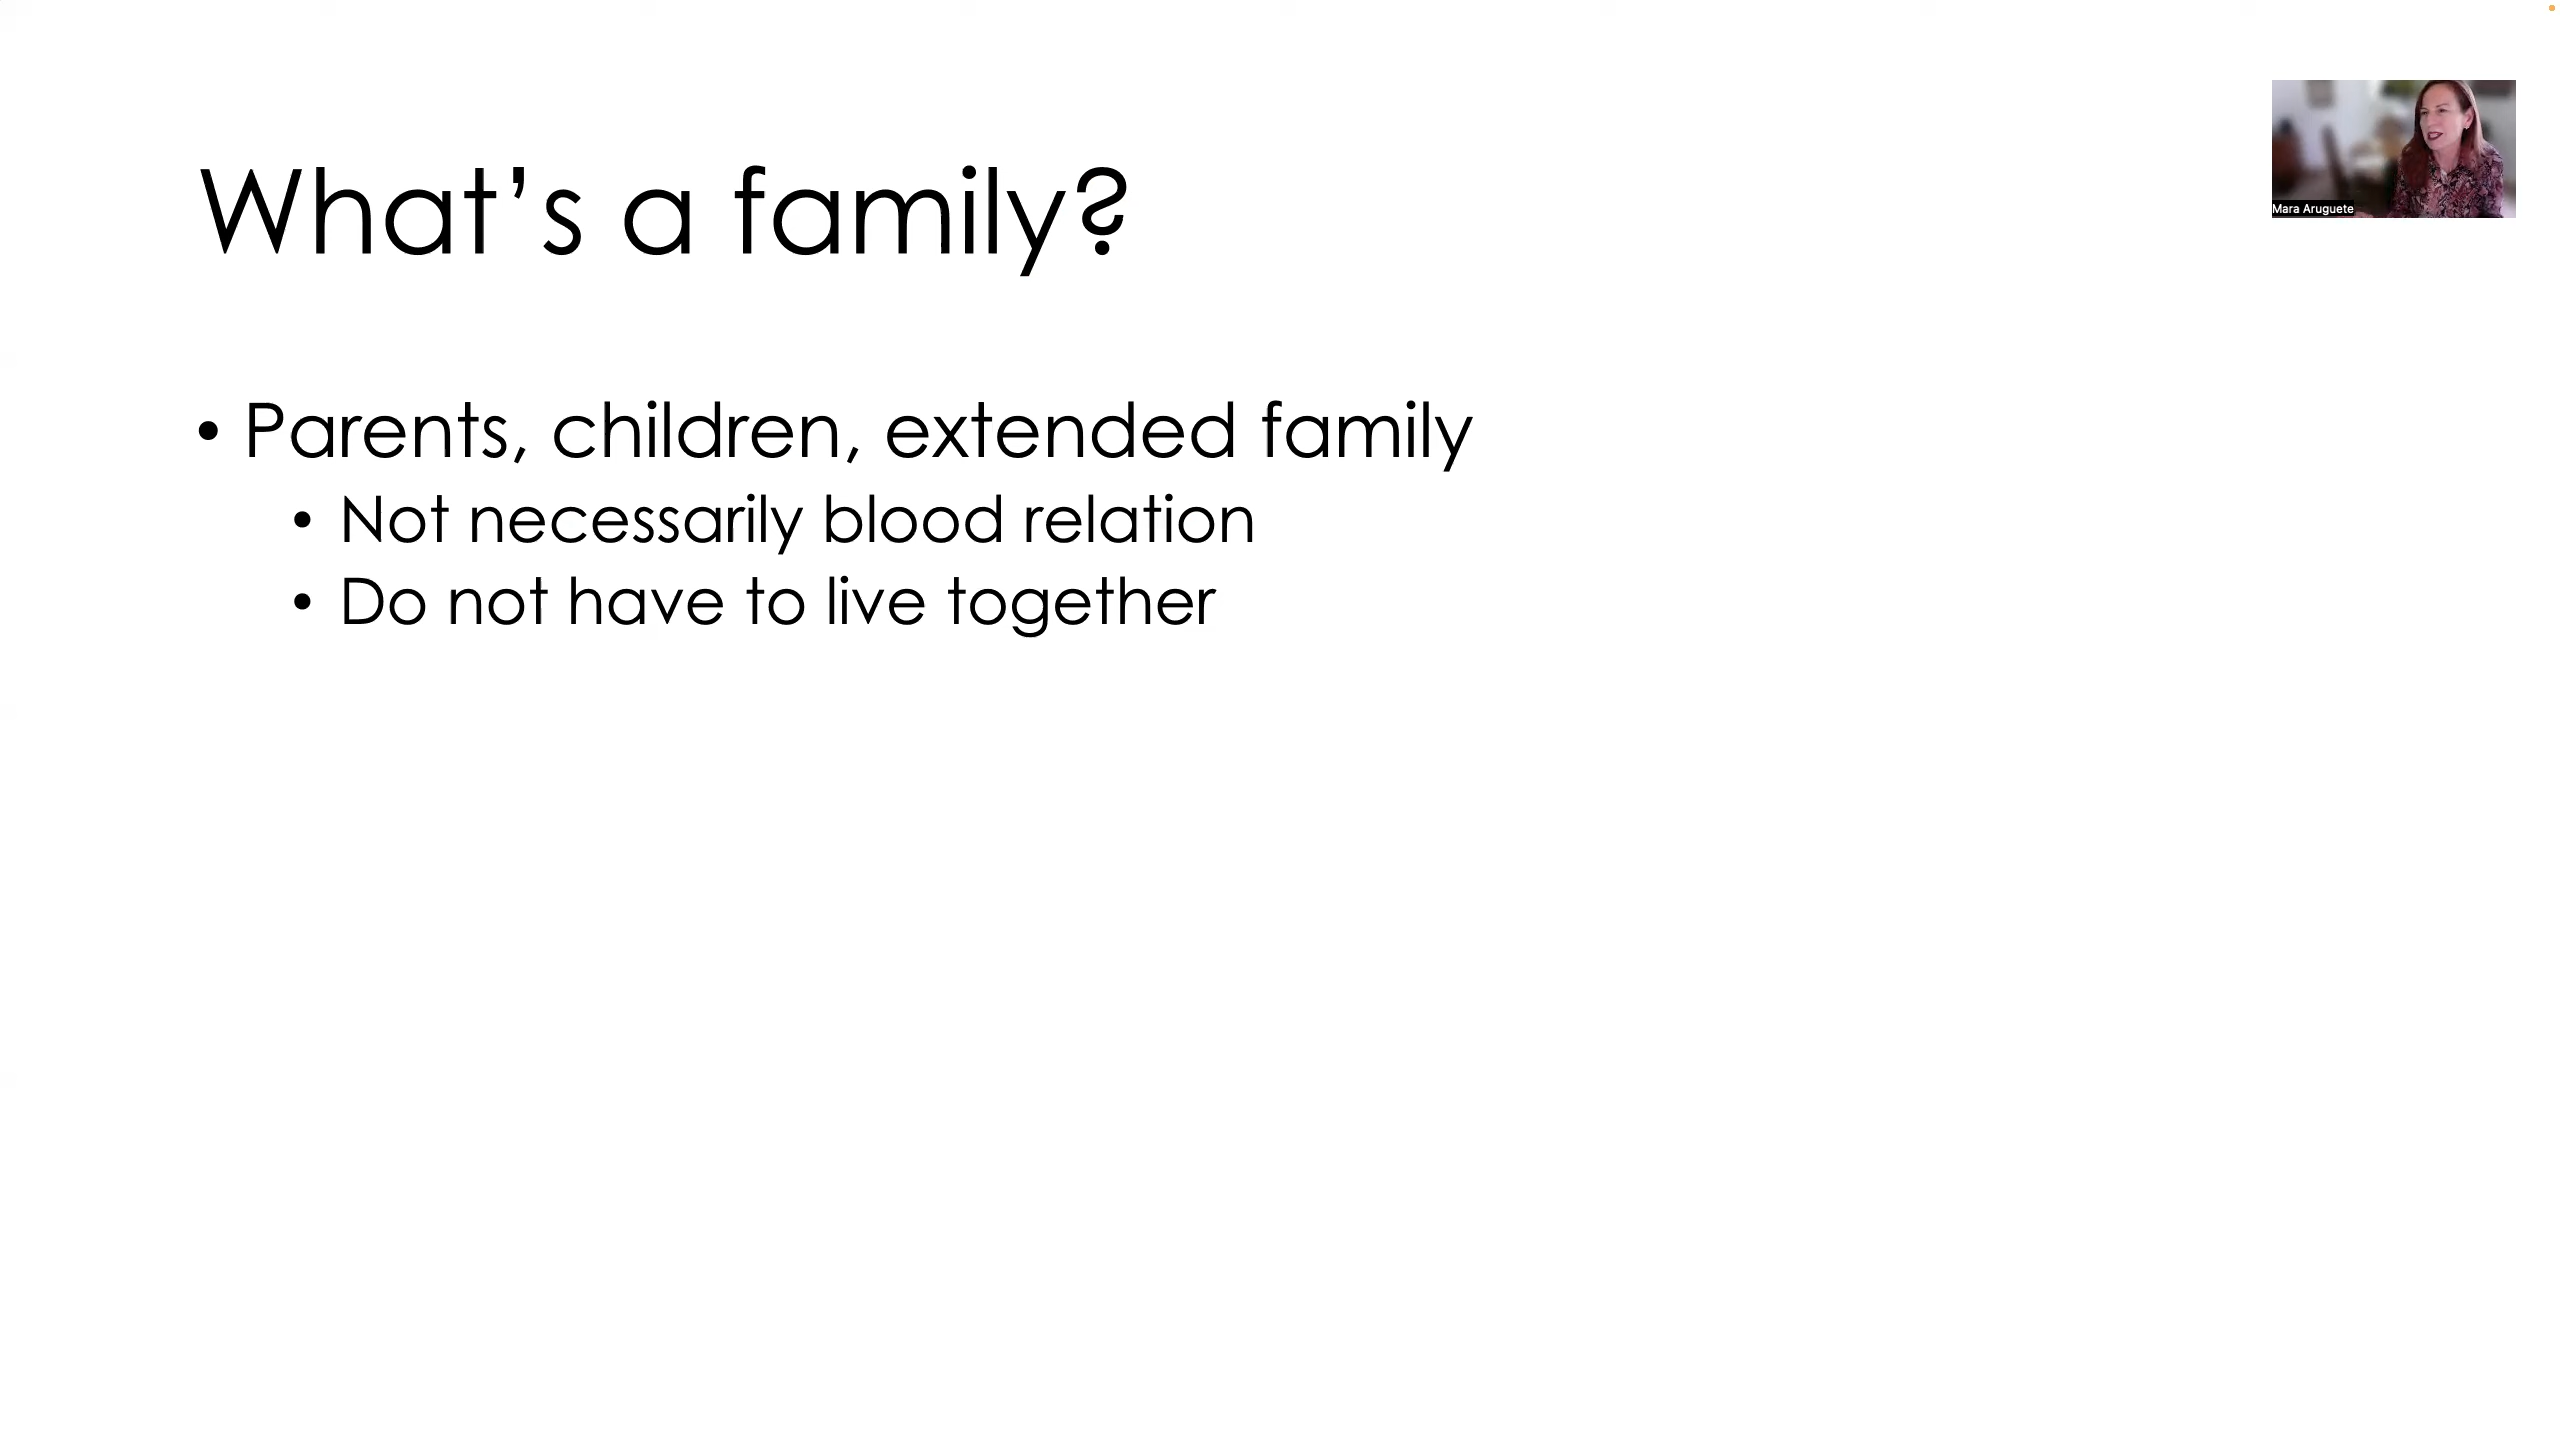 What’s a family?
Mara Aruguete
• Parents, children, extended family
• Not necessarily blood relation
• Do not have to live together